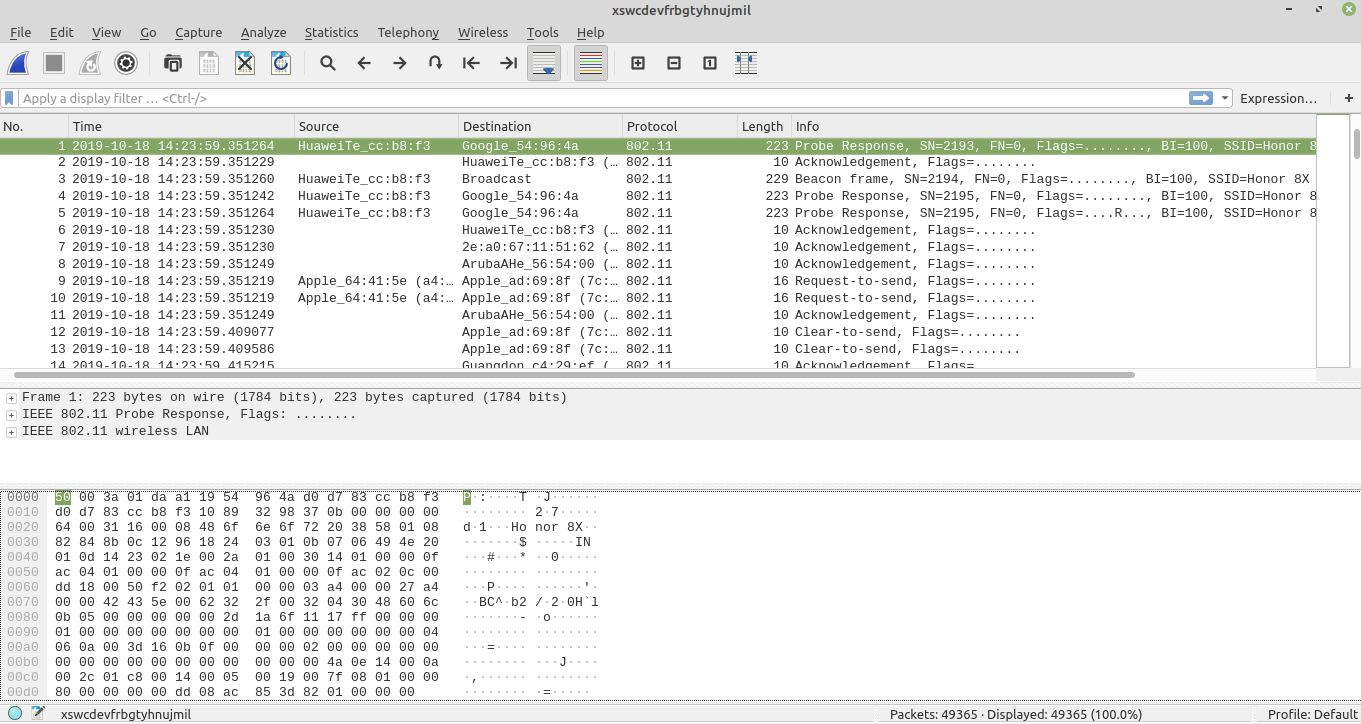 xswcdevfrbgtyhnujmil
File Edit View Go Capture Analyze Statistics Telephony Wireless Tools Help
Apply a display filter … <Ctrl-/> Expression… +
No. Time Source Destination Protocol Length Info
1 2019-10-18 14:23:59.351264 HuaweiTe_cc:b8:f3 Google_54:96:4a 802.11 223 Probe Response, SN=2193, FN=0, Flags=........, BI=100, SSID=Honor 8
2 2019-10-18 14:23:59.351229 HuaweiTe_cc:b8:f3 (… 802.11 10 Acknowledgement, Flags=........
3 2019-10-18 14:23:59.351260 HuaweiTe_cc:b8:f3 Broadcast 802.11 229 Beacon frame, SN=2194, FN=0, Flags=........, BI=100, SSID=Honor 8X
4 2019-10-18 14:23:59.351242 HuaweiTe_cc:b8:f3 Google_54:96:4a 802.11 223 Probe Response, SN=2195, FN=0, Flags=........, BI=100, SSID=Honor 8
5 2019-10-18 14:23:59.351264 HuaweiTe_cc:b8:f3 Google_54:96:4a 802.11 223 Probe Response, SN=2195, FN=0, Flags=....R..., BI=100, SSID=Honor 8
6 2019-10-18 14:23:59.351230 HuaweiTe_cc:b8:f3 (… 802.11 10 Acknowledgement, Flags=........
7 2019-10-18 14:23:59.351230 2e:a0:67:11:51:62 (… 802.11 10 Acknowledgement, Flags=........
8 2019-10-18 14:23:59.351249 ArubaAHe_56:54:00 (… 802.11 10 Acknowledgement, Flags=........
9 2019-10-18 14:23:59.351219 Apple_64:41:5e (a4:… Apple_ad:69:8f (7c:… 802.11 16 Request-to-send, Flags=........
10 2019-10-18 14:23:59.351219 Apple_64:41:5e (a4:… Apple_ad:69:8f (7c:… 802.11 16 Request-to-send, Flags=........
11 2019-10-18 14:23:59.351249 ArubaAHe_56:54:00 (… 802.11 10 Acknowledgement, Flags=........
12 2019-10-18 14:23:59.409077 Apple_ad:69:8f (7c:… 802.11 10 Clear-to-send, Flags=........
13 2019-10-18 14:23:59.409586 Apple_ad:69:8f (7c:… 802.11 10 Clear-to-send, Flags=........
14 2019-10-18 14:23:59.415215 Guangdon_c4:29:ef (… 802.11 10 Acknowledgement, Flags=
Frame 1: 223 bytes on wire (1784 bits), 223 bytes captured (1784 bits)
IEEE 802.11 Probe Response, Flags: ........
IEEE 802.11 wireless LAN
0000 50 00 3a 01 da a1 19 54 96 4a d0 d7 83 cc b8 f3 P·:····T ·J······
0010 d0 d7 83 cc b8 f3 10 89 32 98 37 0b 00 00 00 00 ········ 2·7·····
0020 64 00 31 16 00 08 48 6f 6e 6f 72 20 38 58 01 08 d·1···Ho nor 8X··
0030 82 84 8b 0c 12 96 18 24 03 01 0b 07 06 49 4e 20 ·······$ ·····IN
0040 01 0d 14 23 02 1e 00 2a 01 00 30 14 01 00 00 0f ···#···* ··0·····
0050 ac 04 01 00 00 0f ac 04 01 00 00 0f ac 02 0c 00 ········ ········
0060 dd 18 00 50 f2 02 01 01 00 00 03 a4 00 00 27 a4 ···P···· ······'·
0070 00 00 42 43 5e 00 62 32 2f 00 32 04 30 48 60 6c ··BC^·b2 /·2·0H`l
0080 0b 05 00 00 00 00 00 2d 1a 6f 11 17 ff 00 00 00 ·······- ·o······
0090 01 00 00 00 00 00 00 00 01 00 00 00 00 00 00 04 ········ ········
00a0 06 0a 00 3d 16 0b 0f 00 00 00 02 00 00 00 00 00 ···=···· ········
00b0 00 00 00 00 00 00 00 00 00 00 00 4a 0e 14 00 0a ········ ···J····
00c0 00 2c 01 c8 00 14 00 05 00 19 00 7f 08 01 00 00 ·,······ ········
00d0 80 00 00 00 00 dd 08 ac 85 3d 82 01 00 00 00 ········ ·=·····
xswcdevfrbgtyhnujmil Packets: 49365 · Displayed: 49365 (100.0%) Profile: Default